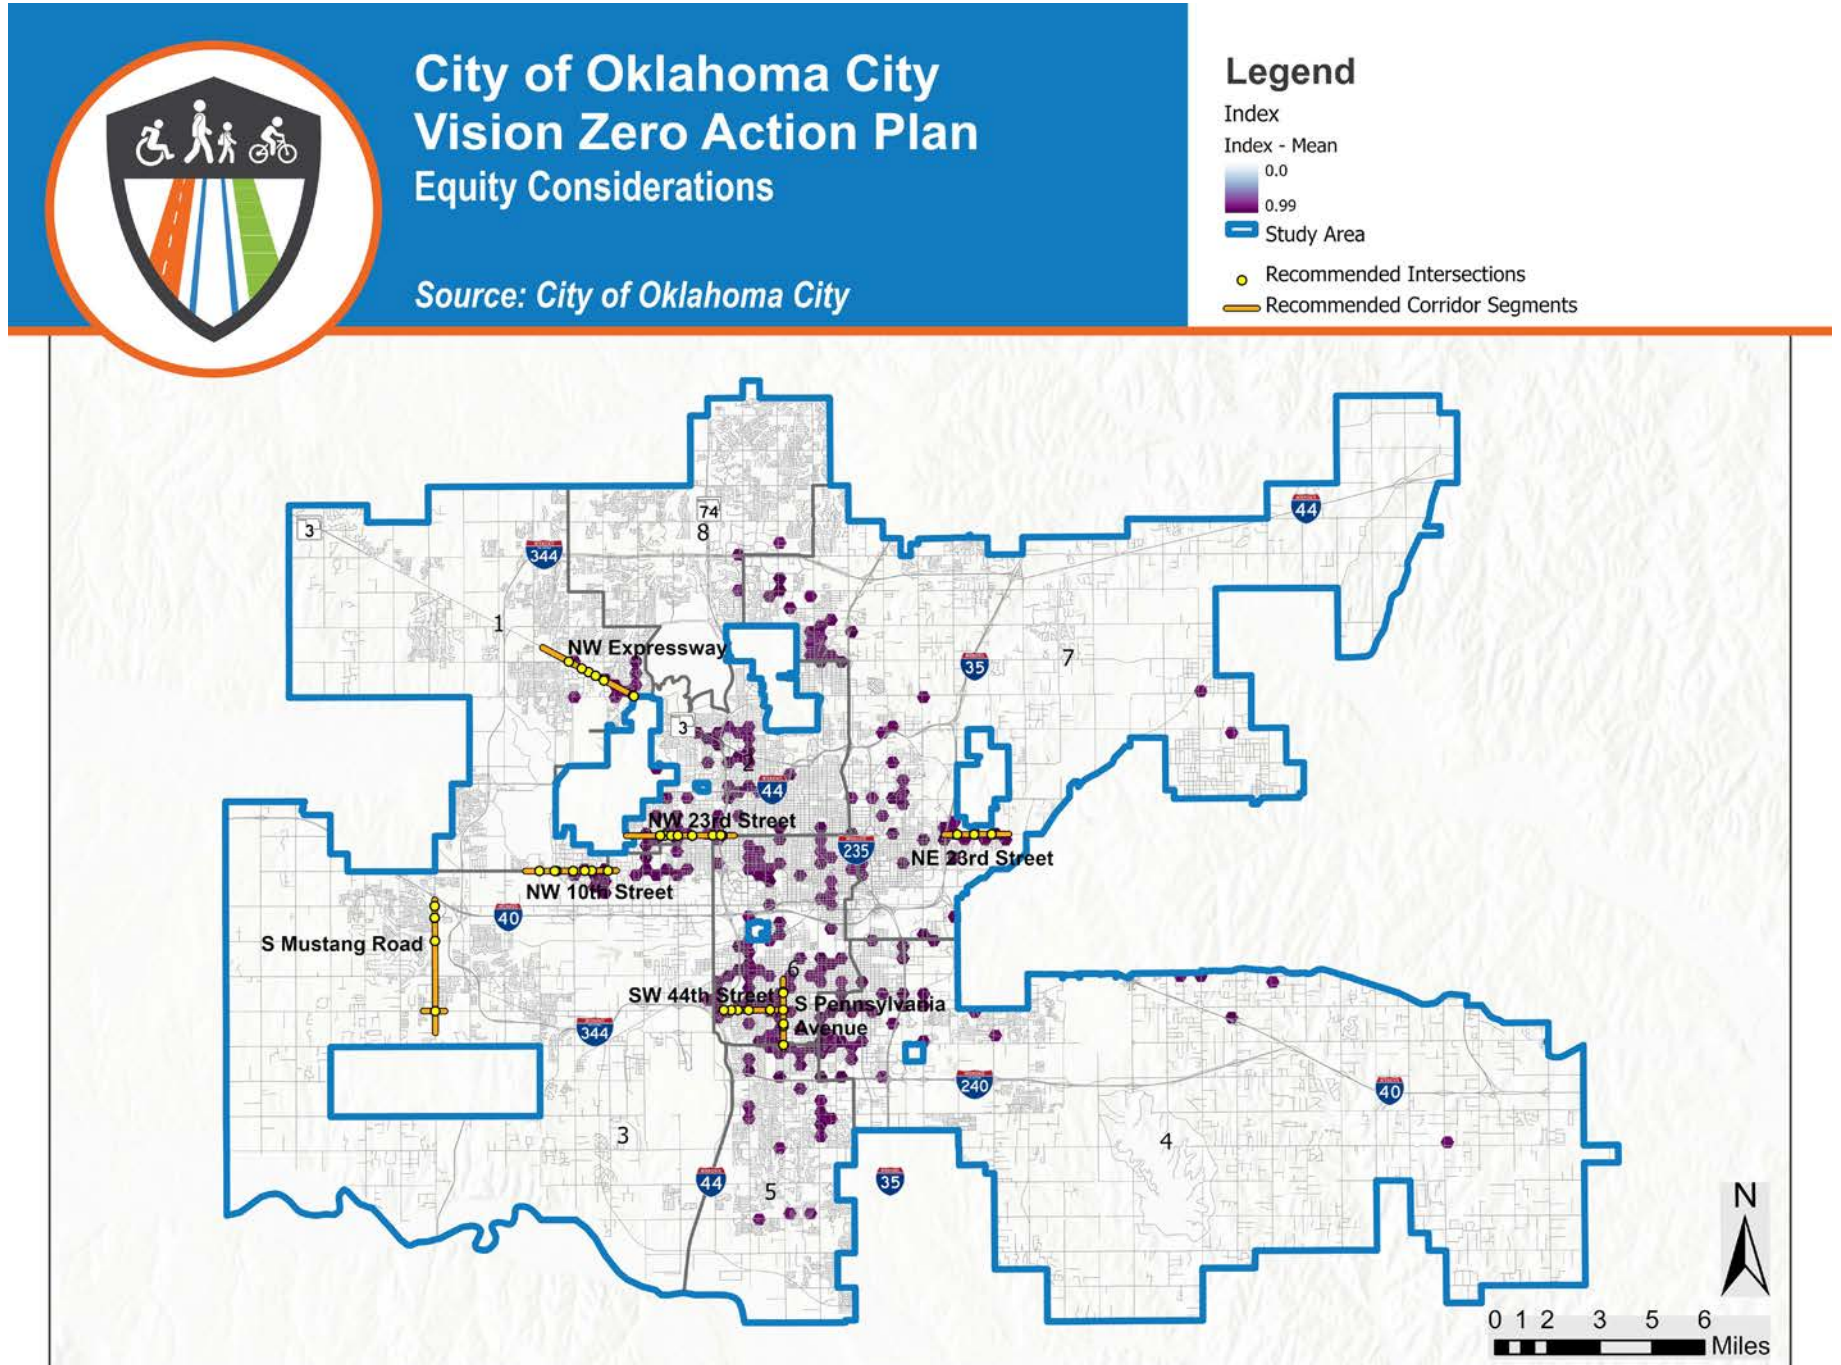 City of Oklahoma City
Vision Zero Action Plan
Equity Considerations
Source: City of Oklahoma City
Legend
Index
Index - Mean
0.0
0.99
Study Area
Recommended Intersections
Recommended Corridor Segments
74
8
3
344
44
1
NW Expressway
35
7
3
2
44
NW 23rd Street
235
NE 23rd Street
NW 10th Street
40
S Mustang Road
6
SW 44th Street
S Pennsylvania
Avenue
344
240
40
3
4
44
35
5
N
0 1 2 3 5 6
Miles